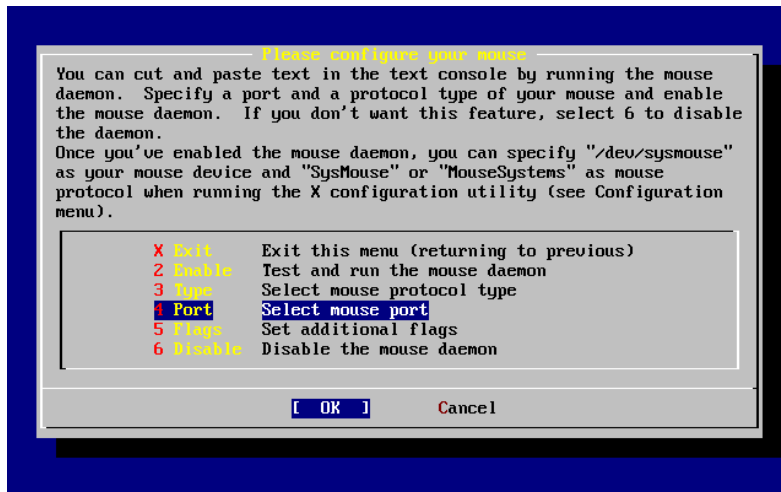 Please configure your mouse
You can cut and paste text in the text console by running the mouse
daemon.  Specify a port and a protocol type of your mouse and enable
the mouse daemon.  If you don't want this feature, select 6 to disable
the daemon.
Once you've enabled the mouse daemon, you can specify "/dev/sysmouse"
as your mouse device and "SysMouse" or "MouseSystems" as mouse
protocol when running the X configuration utility (see Configuration
menu).
X Exit Exit this menu (returning to previous)
2 Enable Test and run the mouse daemon
3 Type Select mouse protocol type
4 Port Select mouse port
5 Flags Set additional flags
6 Disable Disable the mouse daemon
[ OK ] Cancel